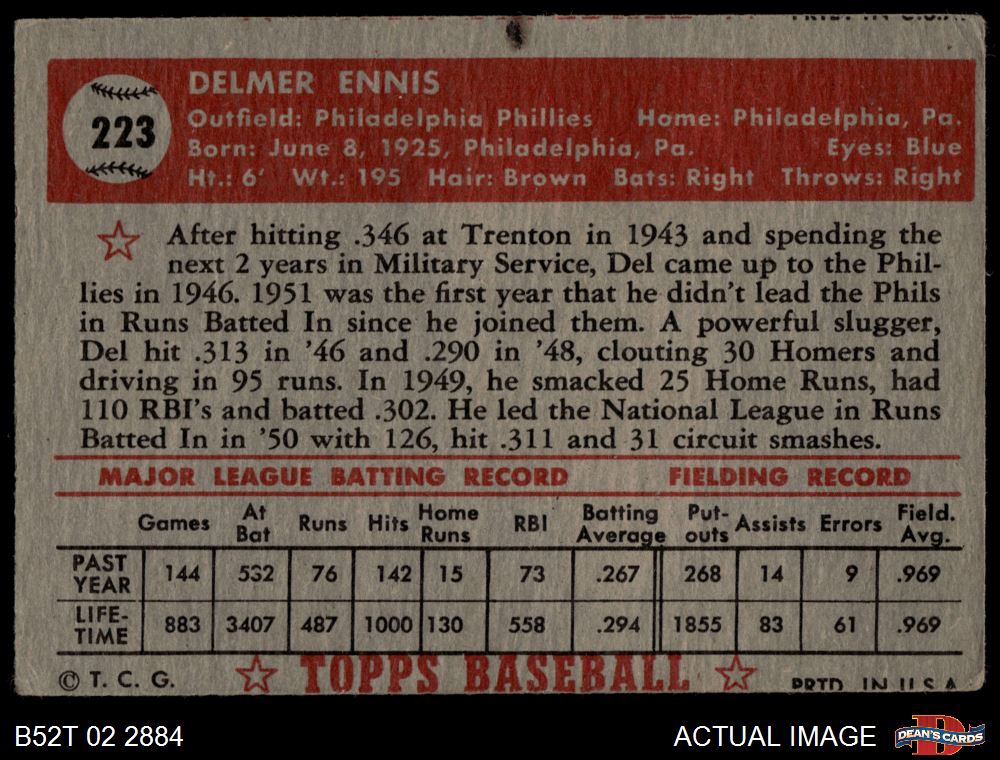 PRTD. IN U.S.A.
223
DELMER ENNIS
Outfield: Philadelphia Phillies Home: Philadelphia, Pa.
Born: June 8, 1925, Philadelphia, Pa. Eyes: Blue
Ht.: 6' Wt.: 195 Hair: Brown Bats: Right Throws: Right
After hitting .346 at Trenton in 1943 and spending the
next 2 years in Military Service, Del came up to the Phil-
lies in 1946. 1951 was the first year that he didn't lead the Phils
in Runs Batted In since he joined them. A powerful slugger,
Del hit .313 in '46 and .290 in '48, clouting 30 Homers and
driving in 95 runs. In 1949, he smacked 25 Home Runs, had
110 RBI's and batted .302. He led the National League in Runs
Batted In in '50 with 126, hit .311 and 31 circuit smashes.
MAJOR LEAGUE BATTING RECORD FIELDING RECORD
Games At Bat Runs Hits Home Runs RBI Batting Average Put-outs Assists Errors Field. Avg.
PAST YEAR 144 532 76 142 15 73 .267 268 14 9 .969
LIFE-TIME 883 3407 487 1000 130 558 .294 1855 83 61 .969
© T. C. G. TOPPS BASEBALL PRTD. IN U.S.A.
B52T 02 2884 ACTUAL IMAGE DEAN'S CARDS